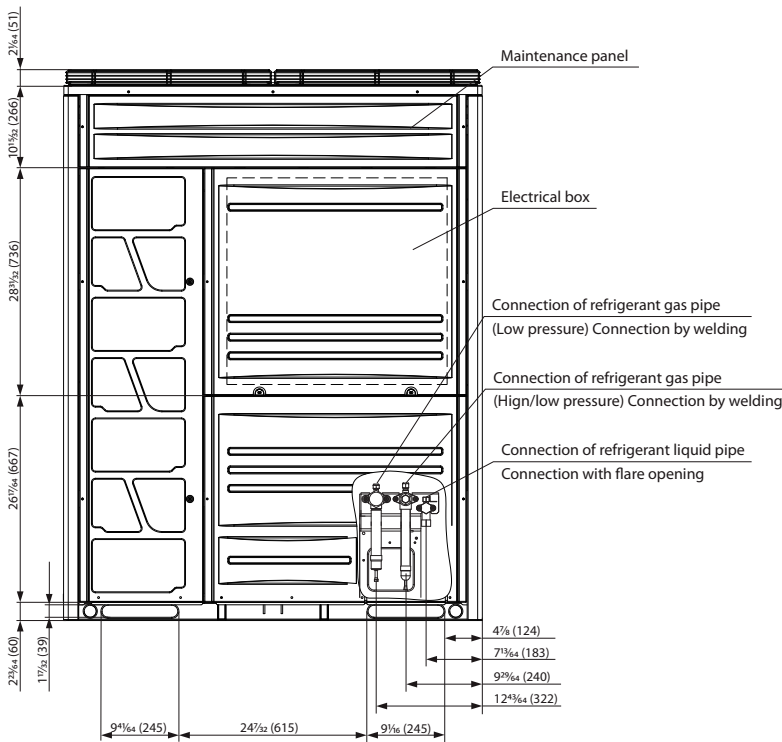 2⅓⁄₆₄ (51)
Maintenance panel
10¹⁵⁄₃₂ (266)
Electrical box
28³¹⁄₃₂ (736)
Connection of refrigerant gas pipe
(Low pressure) Connection by welding
Connection of refrigerant gas pipe
(Hign/low pressure) Connection by welding
Connection of refrigerant liquid pipe
Connection with flare opening
26¹⁷⁄₆₄ (667)
2²³⁄₆₄ (60)
1¹⁷⁄₃₂ (39)
4⅞ (124)
7¹³⁄₆₄ (183)
9²⁹⁄₆₄ (240)
12⁴³⁄₆₄ (322)
9⁴¹⁄₆₄ (245)
24⁷⁄₃₂ (615)
9¹⁄₁₆ (245)